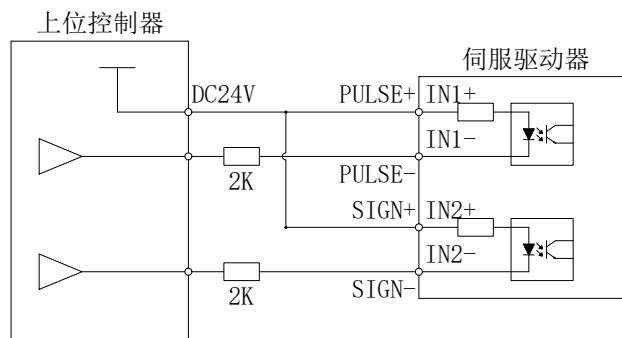 上位控制器
伺服驱动器
DC24V
PULSE+
IN1+
IN1-
2K
PULSE-
SIGN+
IN2+
IN2-
2K
SIGN-